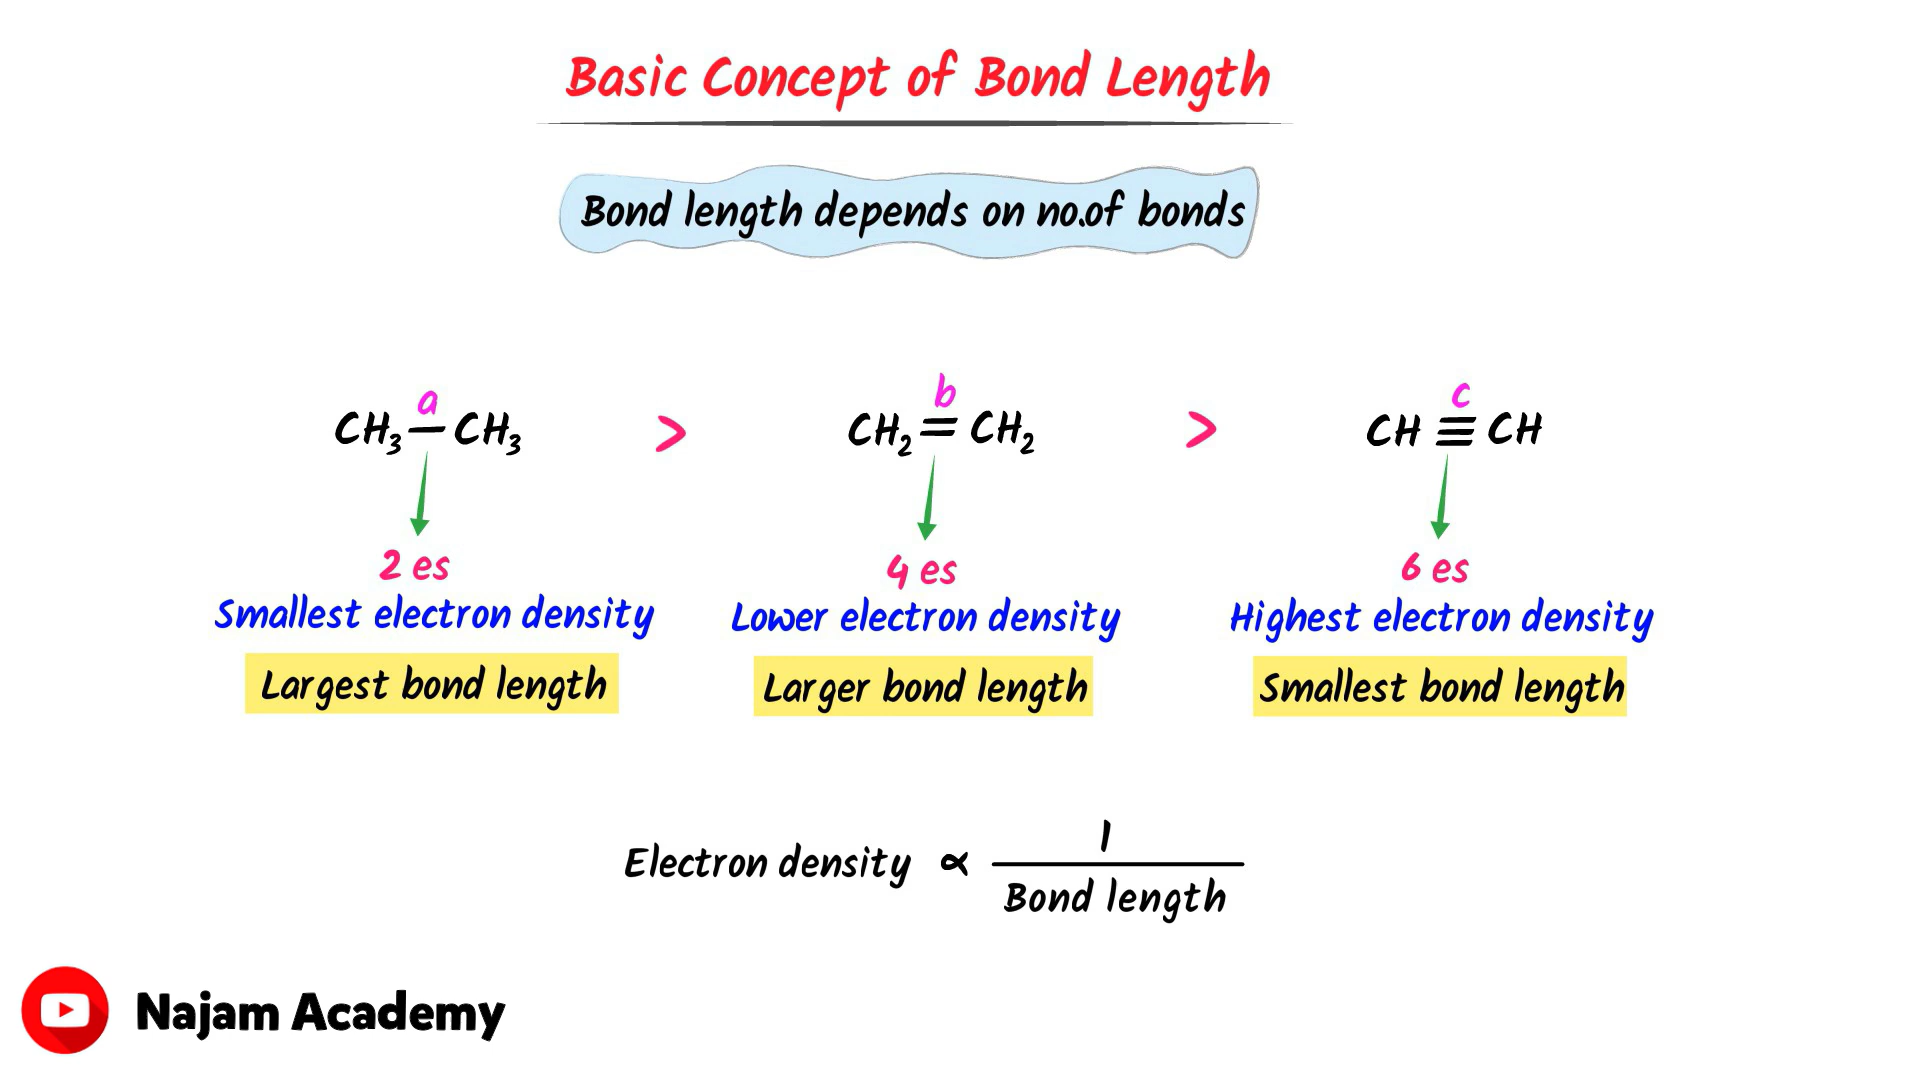 Basic Concept of Bond Length
Bond length depends on no.of bonds
a b c
CH₃ — CH₃ > CH₂ = CH₂ > CH ≡ CH
2 es 4 es 6 es
Smallest electron density Lower electron density Highest electron density
Largest bond length Larger bond length Smallest bond length
1
Electron density ∝
Bond length
Najam Academy